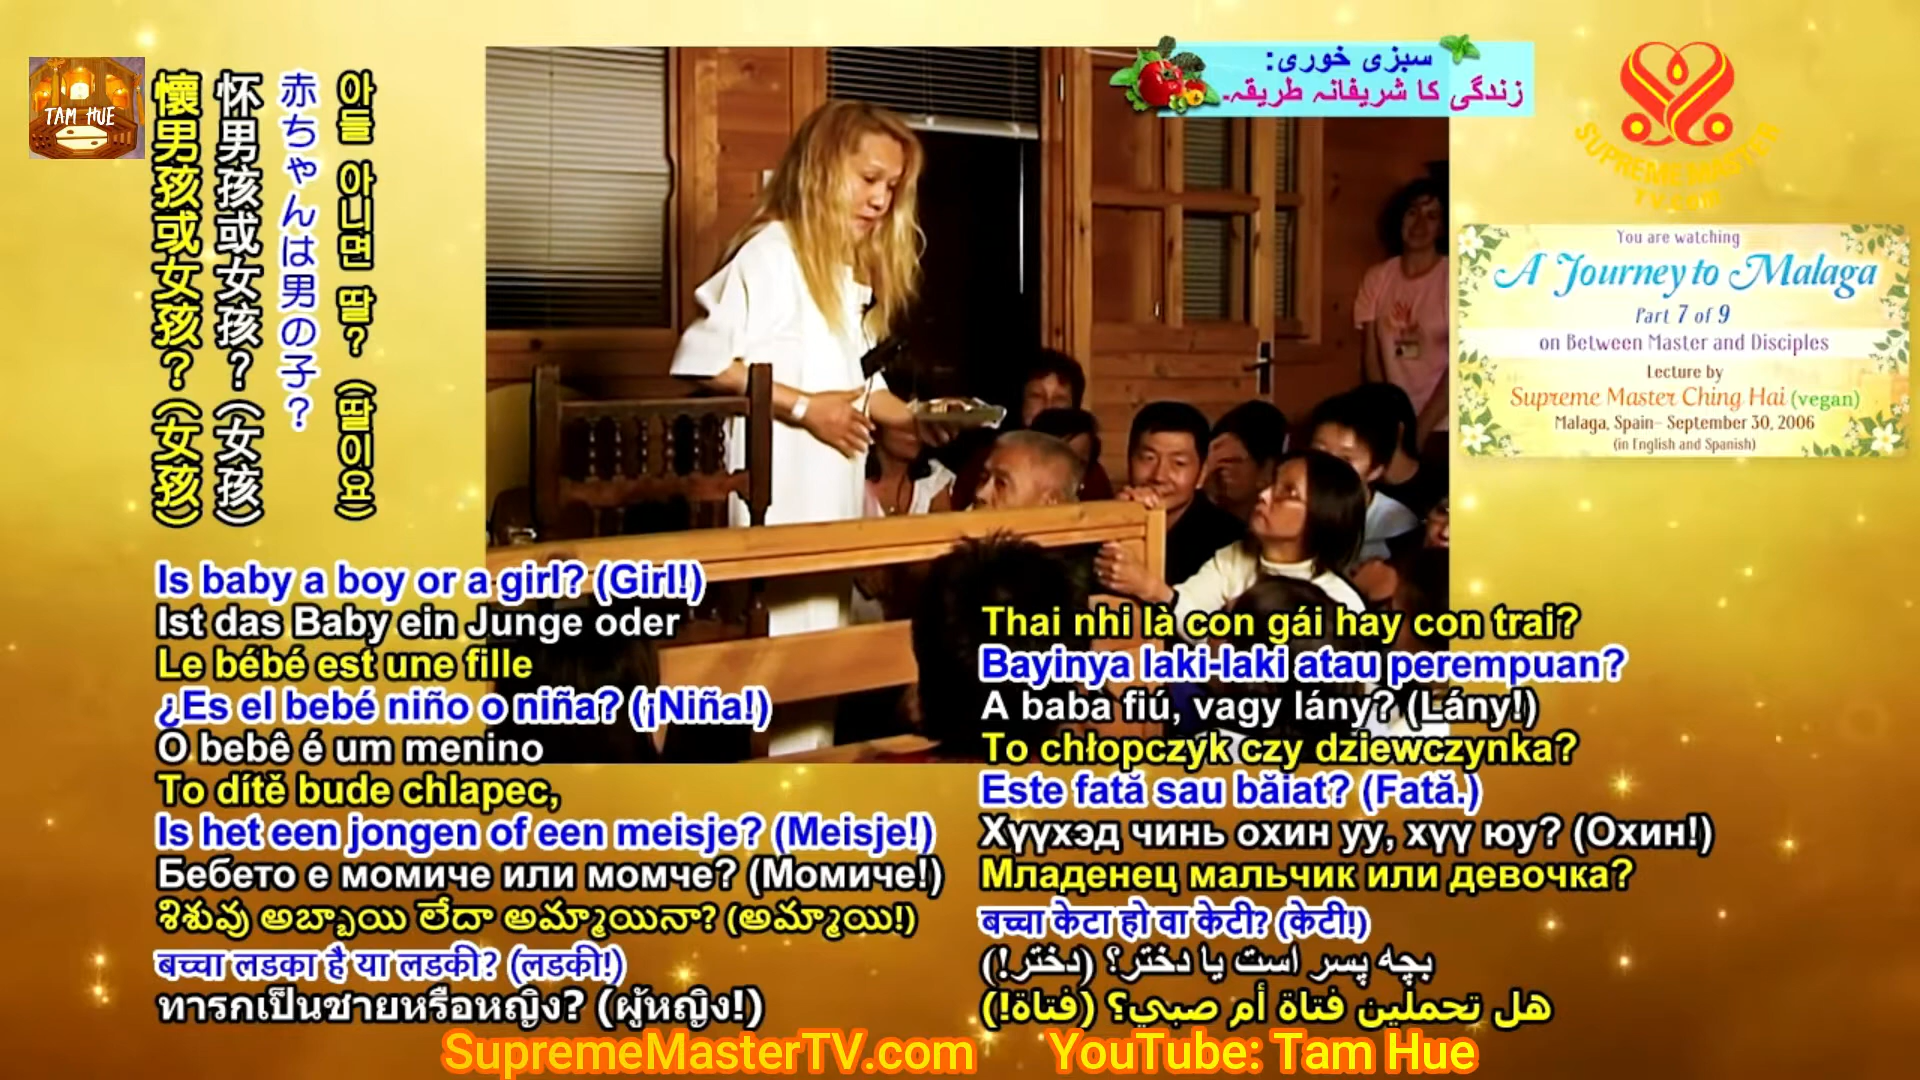 TAM HUE
懷男孩或女孩？（女孩）
怀男孩或女孩？（女孩）
赤ちゃんは男の子？
아들 아니면 딸? (딸이요)
سبزی خوری:
زندگی کا شریفانہ طریقہ۔
SUPREME MASTER
TV.com
You are watching
A Journey to Malaga
Part 7 of 9
on Between Master and Disciples
Lecture by
Supreme Master Ching Hai (vegan)
Malaga, Spain– September 30, 2006
(in English and Spanish)
Is baby a boy or a girl? (Girl!)
Ist das Baby ein Junge oder
Le bébé est une fille
¿Es el bebé niño o niña? (¡Niña!)
O bebê é um menino
To dítě bude chlapec,
Is het een jongen of een meisje? (Meisje!)
Бебето е момиче или момче? (Момиче!)
శిశువు అబ్బాయి లేదా అమ్మాయినా? (అమ్మాయి!)
बच्चा लडका है या लडकी? (लडकी!)
ทารกเป็นชายหรือหญิง? (ผู้หญิง!)
Thai nhi là con gái hay con trai?
Bayinya laki-laki atau perempuan?
A baba fiú, vagy lány? (Lány!)
To chłopczyk czy dziewczynka?
Este fată sau băiat? (Fată.)
Хүүхэд чинь охин уу, хүү юу? (Охин!)
Младенец мальчик или девочка?
बच्चा केटा हो वा केटी? (केटी!)
بچه پسر است یا دختر؟ (دختر!)
هل تحملين فتاة أم صبي؟ (فتاة!)
SupremeMasterTV.com YouTube: Tam Hue